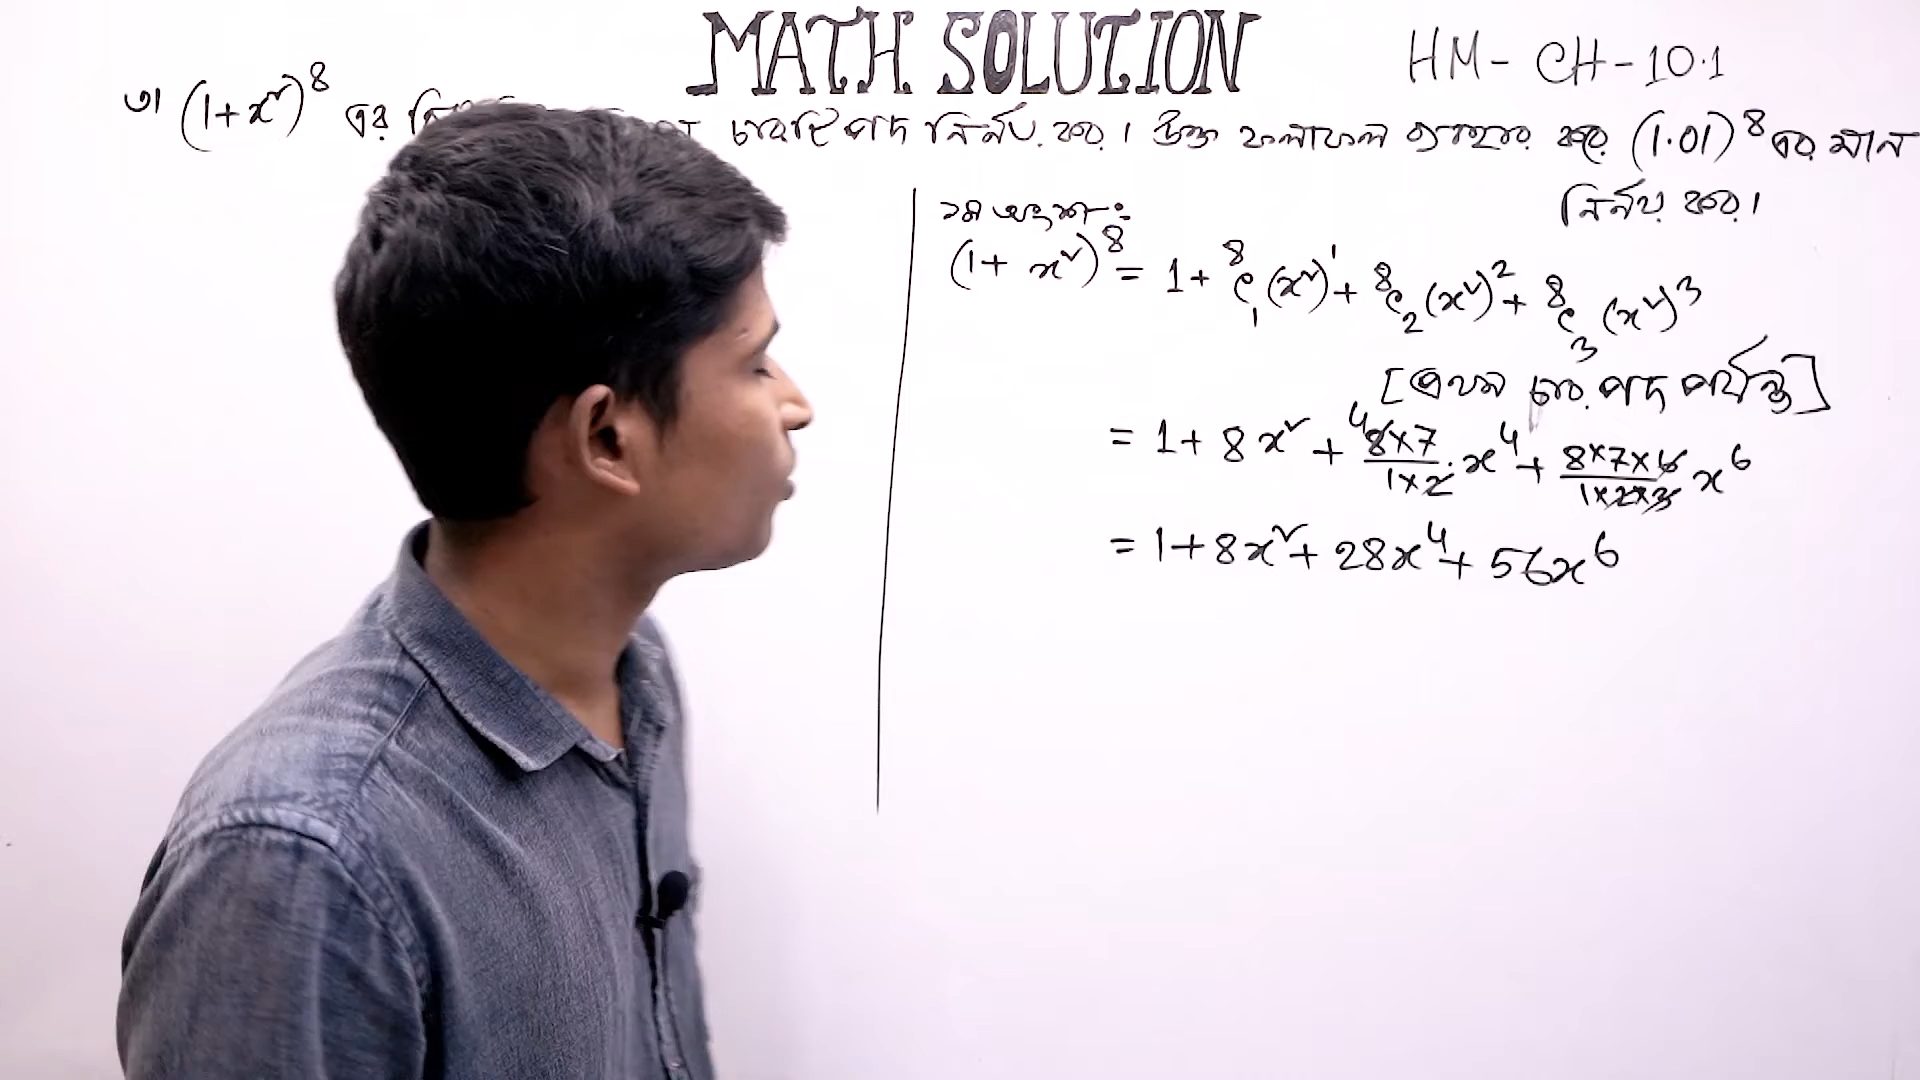 MATH SOLUTION
HM- CH-10.1
৩। (1+x²)⁸ এর চারটি পদ নির্ণয় কর। উক্ত ফলাফল ব্যবহার করে (1.01)⁸ এর মান
নির্ণয় কর।
১ম অংশ:
(1+x²)⁸ = 1+ ⁸c₁(x²)¹+ ⁸c₂(x²)²+ ⁸c₃(x²)³
[প্রথম চার পদ পর্যন্ত]
= 1+ 8x² + ⁴8×7/1×2 . x⁴ + 8×7×6/1×2×3 x⁶
= 1+8x²+ 28x⁴+ 56x⁶